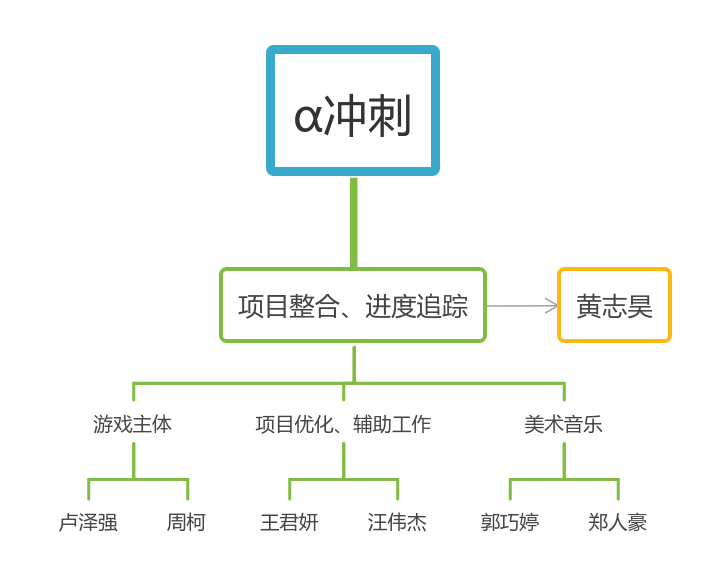 α冲刺
项目整合、进度追踪
黄志昊
游戏主体
项目优化、辅助工作
美术音乐
卢泽强
周柯
王君妍
汪伟杰
郭巧婷
郑人豪